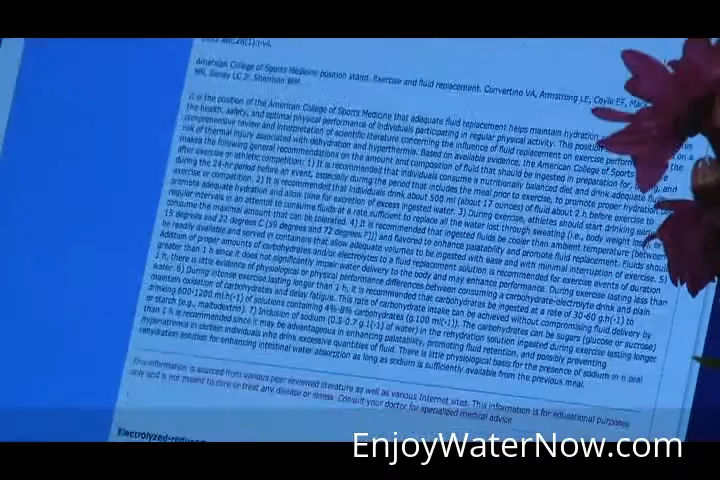 American College of Sports Medicine position stand. Exercise and fluid replacement. Convertino VA, Armstrong LE, Coyle EF, Mac
MN, Senay LC Jr, Sherman WM.
It is the position of the American College of Sports Medicine that adequate fluid replacement helps maintain hydration
the health, safety, and optimal physical performance of individuals participating in regular physical activity. This position
comprehensive review and interpretation of scientific literature concerning the influence of fluid replacement on exercise on a
risk of thermal injury associated with dehydration and hyperthermia. Based on available evidence, the American College of Sports
makes the following general recommendations on the amount and composition of fluid that should be ingested in preparation for, and
after exercise or athletic competition: 1) It is recommended that individuals consume a nutritionally balanced diet and drink adequate
during the 24-hr period before an event, especially during the period that includes the meal prior to exercise, to promote proper hydration
exercise or competition. 2) It is recommended that individuals drink about 500 ml (about 17 ounces) of fluid about 2 h before exercise to
promote adequate hydration and allow time for excretion of excess ingested water. 3) During exercise, athletes should start drinking
regular intervals in an attempt to consume fluids at a rate sufficient to replace all the water lost through sweating (i.e., body weight
consume the maximal amount that can be tolerated. 4) It is recommended that ingested fluids be cooler than ambient temperature (between
15 degrees and 22 degrees C (59 degrees and 72 degrees F])) and flavored to enhance palatability and promote fluid replacement. Fluids should
be readily available and served in containers that allow adequate volumes to be ingested with ease and with minimal interruption of exercise. 5)
Addition of proper amounts of carbohydrates and/or electrolytes to a fluid replacement solution is recommended for exercise events of duration
greater than 1 h since it does not significantly impair water delivery to the body and may enhance performance. During exercise lasting less than
1 h, there is little evidence of physiological or physical performance differences between consuming a carbohydrate-electrolyte drink and plain
water. 6) During intense exercise lasting longer than 1 h, it is recommended that carbohydrates be ingested at a rate of 30-60 g.h(-1) to
maintain oxidation of carbohydrates and delay fatigue. This rate of carbohydrate intake can be achieved without compromising fluid delivery by
drinking 600-1200 ml.h(-1) of solutions containing 4%-8% carbohydrates (g.100 ml(-1)). The carbohydrates can be sugars (glucose or sucrose)
or starch (e.g., maltodextrin). 7) Inclusion of sodium (0.5-0.7 g.1(-1) of water) in the rehydration solution ingested during exercise lasting longer
than 1 h is recommended since it may be advantageous in enhancing palatability, promoting fluid retention, and possibly preventing
hyponatremia in certain individuals who drink excessive quantities of fluid. There is little physiological basis for the presence of sodium in n oral
rehydration solution for enhancing intestinal water absorption as long as sodium is sufficiently available from the previous meal.
This information is sourced from various peer reviewed literature as well as various Internet sites. This information is for educational purposes
only and is not meant to cure or treat any disease or illness. Consult your doctor for specialized medical advice
EnjoyWaterNow.com